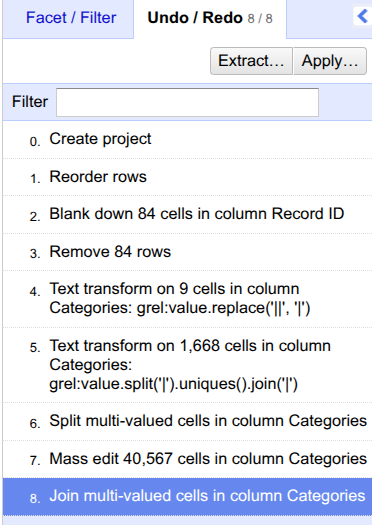 Facet / Filter
Undo / Redo 8 / 8
Extract...
Apply...
Filter
0. Create project
1. Reorder rows
2. Blank down 84 cells in column Record ID
3. Remove 84 rows
4. Text transform on 9 cells in column
Categories: grel:value.replace('||', '|')
5. Text transform on 1,668 cells in column
Categories:
grel:value.split('|').uniques().join('|')
6. Split multi-valued cells in column Categories
7. Mass edit 40,567 cells in column Categories
8. Join multi-valued cells in column Categories